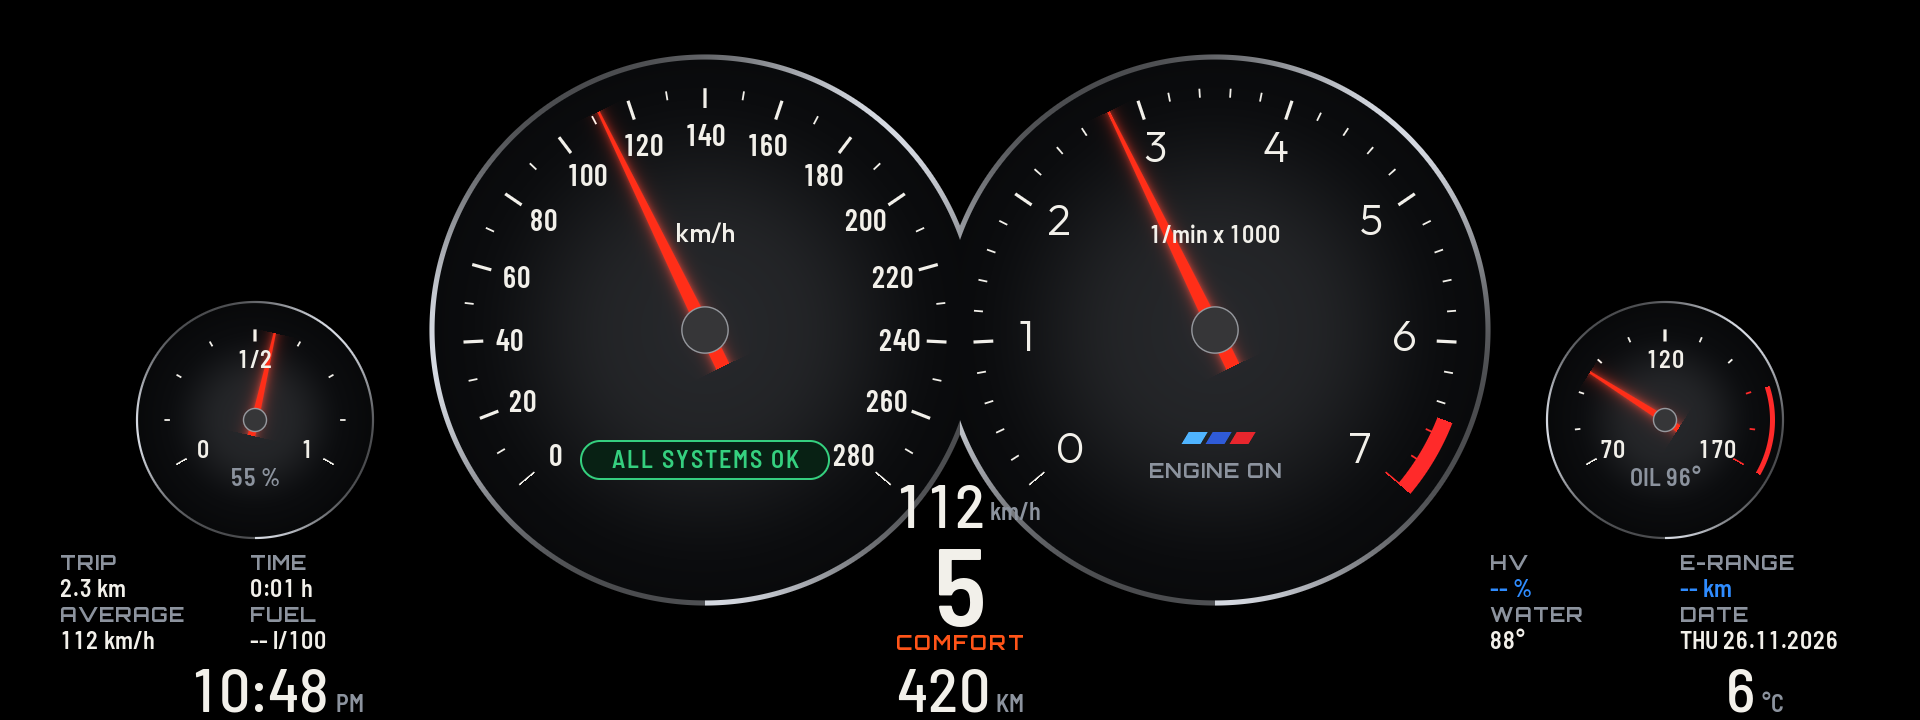 0
20
40
60
80
100
120
140
160
180
200
220
240
260
280
km/h
ALL SYSTEMS OK
0
1
2
3
4
5
6
7
1/min x 1000
ENGINE ON
0
1/2
1
55 %
70
120
170
OIL 96°
112 km/h
5
COMFORT
420 KM
TRIP TIME
2.3 km 0:01 h
AVERAGE FUEL
112 km/h -- l/100
10:48 PM
HV E-RANGE
-- % -- km
WATER DATE
88° THU 26.11.2026
6 °C